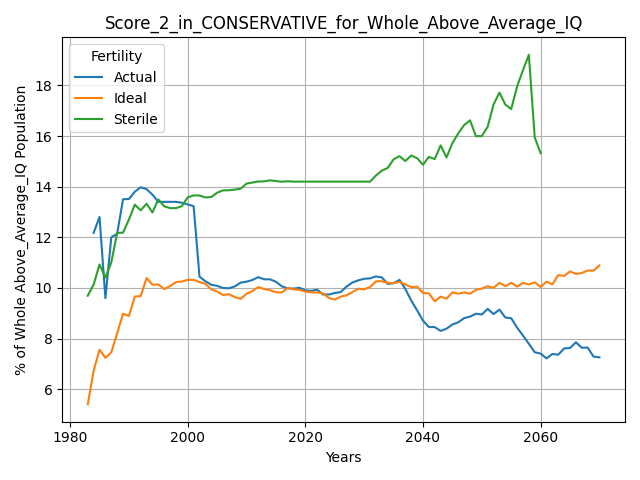 Score_2_in_CONSERVATIVE_for_Whole_Above_Average_IQ
Fertility
Actual
Ideal
Sterile
% of Whole Above_Average_IQ Population
18
16
14
12
10
8
6
1980
2000
2020
2040
2060
Years